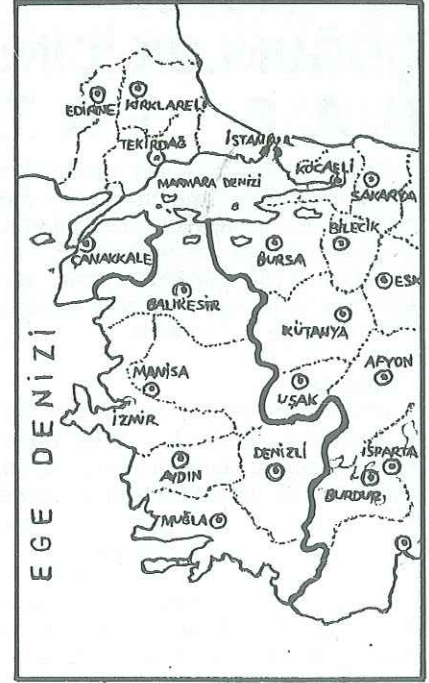 EDİRNE
KIRKLARELİ
TEKİRDAĞ
İSTANBUL
KOCAELİ
SAKARYA
MARMARA DENİZİ
ÇANAKKALE
BURSA
BİLECİK
ESK
BALIKESİR
KÜTAHYA
MANİSA
UŞAK
AFYON
İZMİR
AYDIN
DENİZLİ
ISPARTA
BURDUR
MUĞLA
EGE DENİZİ